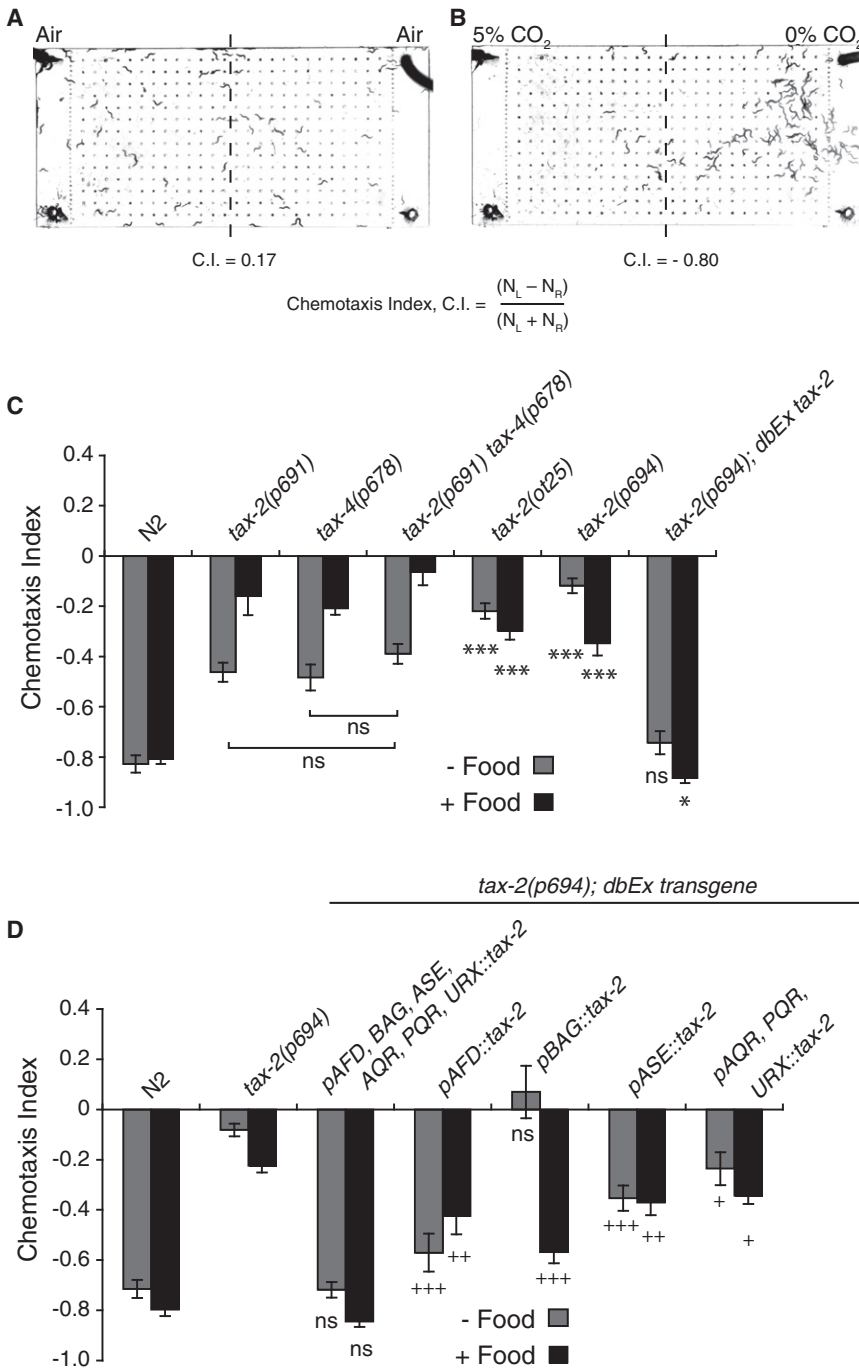 A
B
Air
Air
5% CO2
0% CO2
C.I. = 0.17
C.I. = - 0.80
Chemotaxis Index, C.I. = (NL – NR)
(NL + NR)
C
N2
tax-2(p691)
tax-4(p678)
tax-2(p691) tax-4(p678)
tax-2(ot25)
tax-2(p694)
tax-2(p694); dbEx tax-2
Chemotaxis Index
0.4
0.2
0
-0.2
-0.4
-0.6
-0.8
-1.0
***
***
***
***
ns
ns
ns
*
- Food
+ Food
tax-2(p694); dbEx transgene
D
N2
tax-2(p694)
pAFD, BAG, ASE,
AQR, PQR, URX::tax-2
pAFD::tax-2
pBAG::tax-2
pASE::tax-2
pAQR, PQR,
URX::tax-2
Chemotaxis Index
0.4
0.2
0
-0.2
-0.4
-0.6
-0.8
-1.0
ns
ns
+++
++
ns
+++
+++
++
+
+
- Food
+ Food